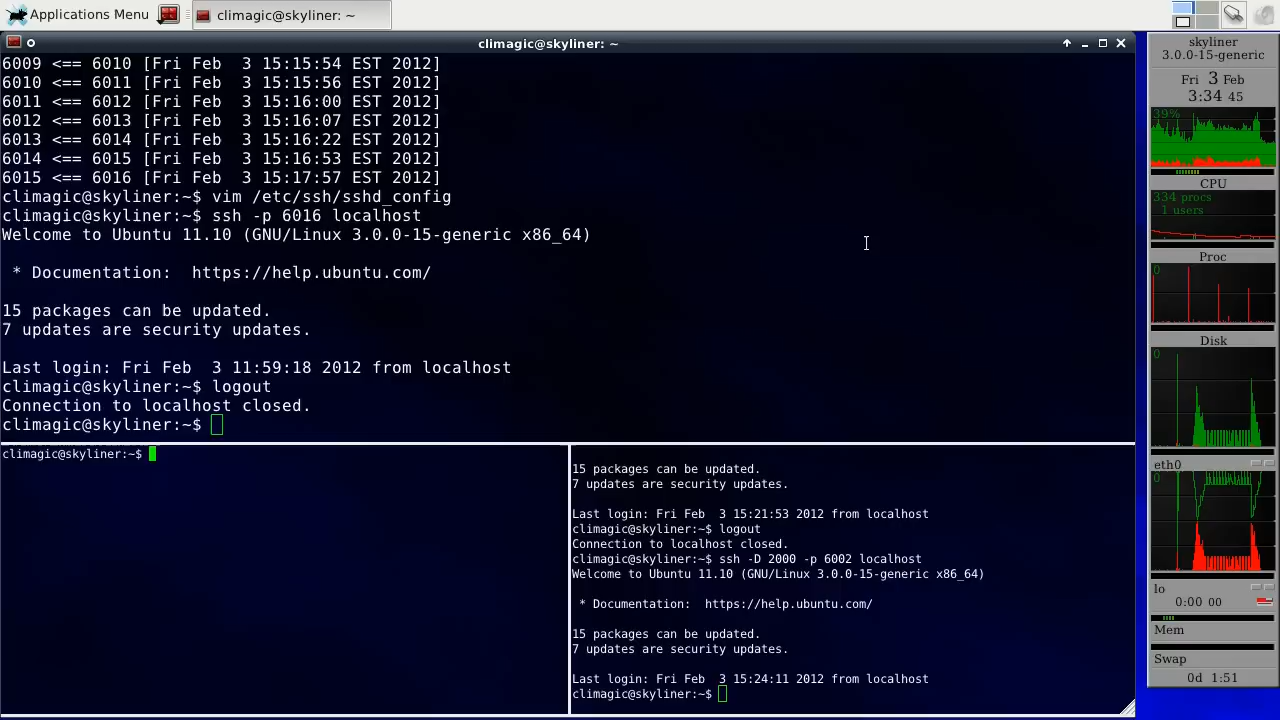 Applications Menu
climagic@skyliner: ~
climagic@skyliner: ~
6009 <== 6010 [Fri Feb  3 15:15:54 EST 2012]
6010 <== 6011 [Fri Feb  3 15:15:56 EST 2012]
6011 <== 6012 [Fri Feb  3 15:16:00 EST 2012]
6012 <== 6013 [Fri Feb  3 15:16:07 EST 2012]
6013 <== 6014 [Fri Feb  3 15:16:22 EST 2012]
6014 <== 6015 [Fri Feb  3 15:16:53 EST 2012]
6015 <== 6016 [Fri Feb  3 15:17:57 EST 2012]
climagic@skyliner:~$ vim /etc/ssh/sshd_config
climagic@skyliner:~$ ssh -p 6016 localhost
Welcome to Ubuntu 11.10 (GNU/Linux 3.0.0-15-generic x86_64)
* Documentation:  https://help.ubuntu.com/
15 packages can be updated.
7 updates are security updates.
Last login: Fri Feb  3 11:59:18 2012 from localhost
climagic@skyliner:~$ logout
Connection to localhost closed.
climagic@skyliner:~$
climagic@skyliner:~$
15 packages can be updated.
7 updates are security updates.
Last login: Fri Feb  3 15:21:53 2012 from localhost
climagic@skyliner:~$ logout
Connection to localhost closed.
climagic@skyliner:~$ ssh -D 2000 -p 6002 localhost
Welcome to Ubuntu 11.10 (GNU/Linux 3.0.0-15-generic x86_64)
* Documentation:  https://help.ubuntu.com/
15 packages can be updated.
7 updates are security updates.
Last login: Fri Feb  3 15:24:11 2012 from localhost
climagic@skyliner:~$
skyliner
3.0.0-15-generic
Fri 3 Feb
3:34 45
39%
CPU
334 procs
1 users
Proc
0
Disk
0
eth0
0
lo
0:00 00
Mem
Swap
0d 1:51